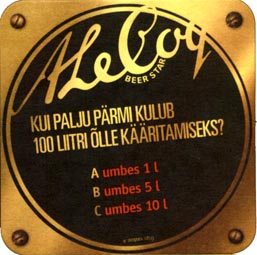 A Le Coq
BEER STAR
KUI PALJU PÄRMI KULUB
100 LIITRI ÕLLE KÄÄRITAMISEKS?
A umbes 1 l
B umbes 5 l
C umbes 10 l